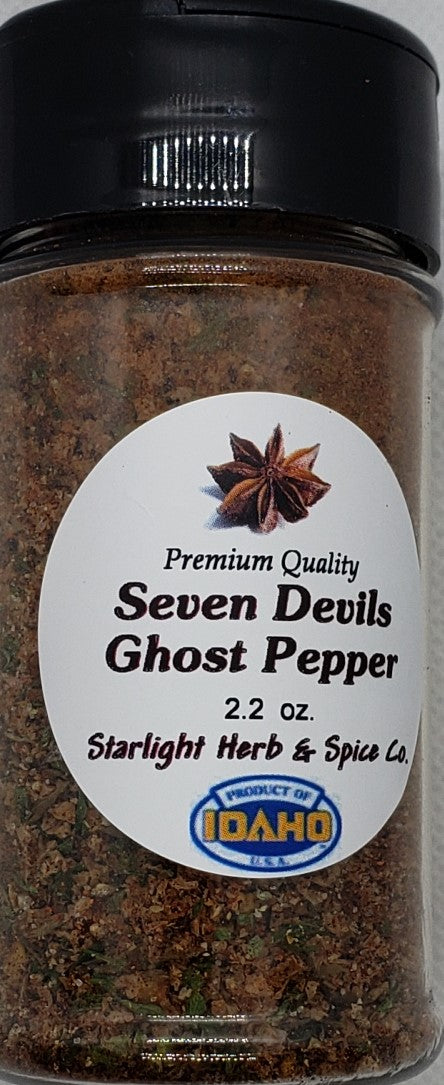 Premium Quality
Seven Devils
Ghost Pepper
2.2 oz.
Starlight Herb & Spice Co.
PRODUCT OF
IDAHO
U.S.A.